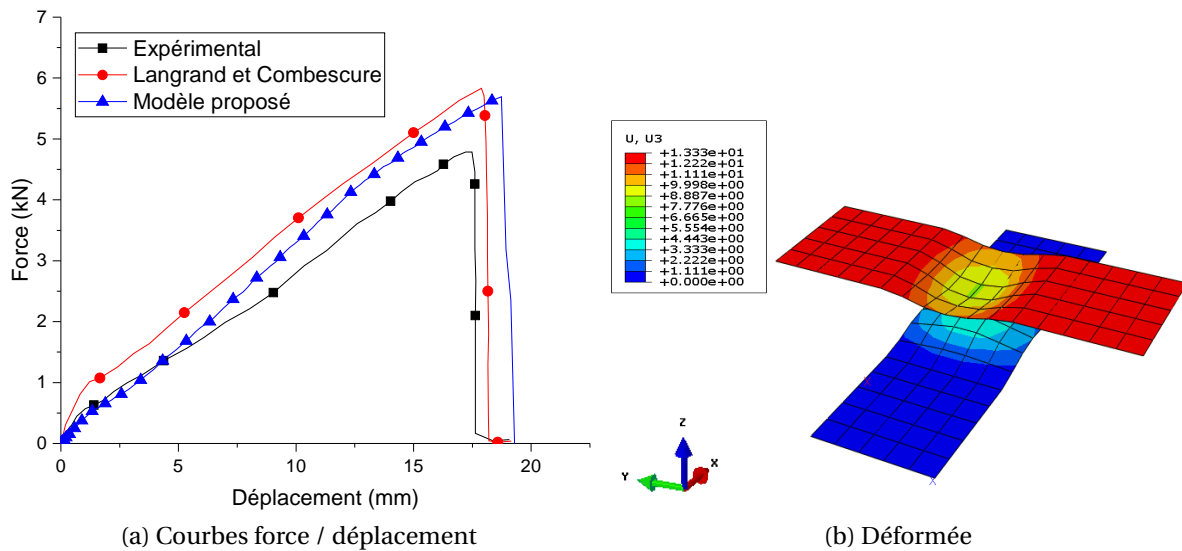 7
6
5
4
3
2
1
0
Force (kN)
Expérimental
Langrand et Combescure
Modèle proposé
0
5
10
15
20
Déplacement (mm)
(a) Courbes force / déplacement
U, U3
+1.333e+01
+1.222e+01
+1.111e+01
+9.998e+00
+8.887e+00
+7.776e+00
+6.665e+00
+5.554e+00
+4.443e+00
+3.333e+00
+2.222e+00
+1.111e+00
+0.000e+00
Z
Y
X
X
(b) Déformée